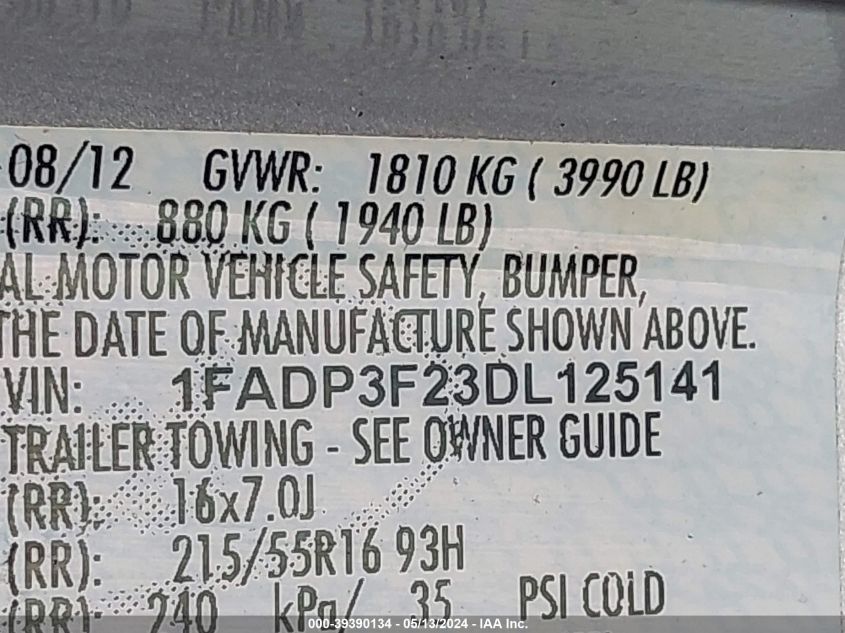 08/12 GVWR: 1810 KG ( 3990 LB)
(RR): 880 KG ( 1940 LB)
AL MOTOR VEHICLE SAFETY, BUMPER,
THE DATE OF MANUFACTURE SHOWN ABOVE.
VIN: 1FADP3F23DL125141
TRAILER TOWING - SEE OWNER GUIDE
(RR): 16x7.0J
(RR): 215/55R16 93H
(RR): 240 kPa/ 35 PSI COLD
000-39390134 - 05/13/2024 - IAA Inc.